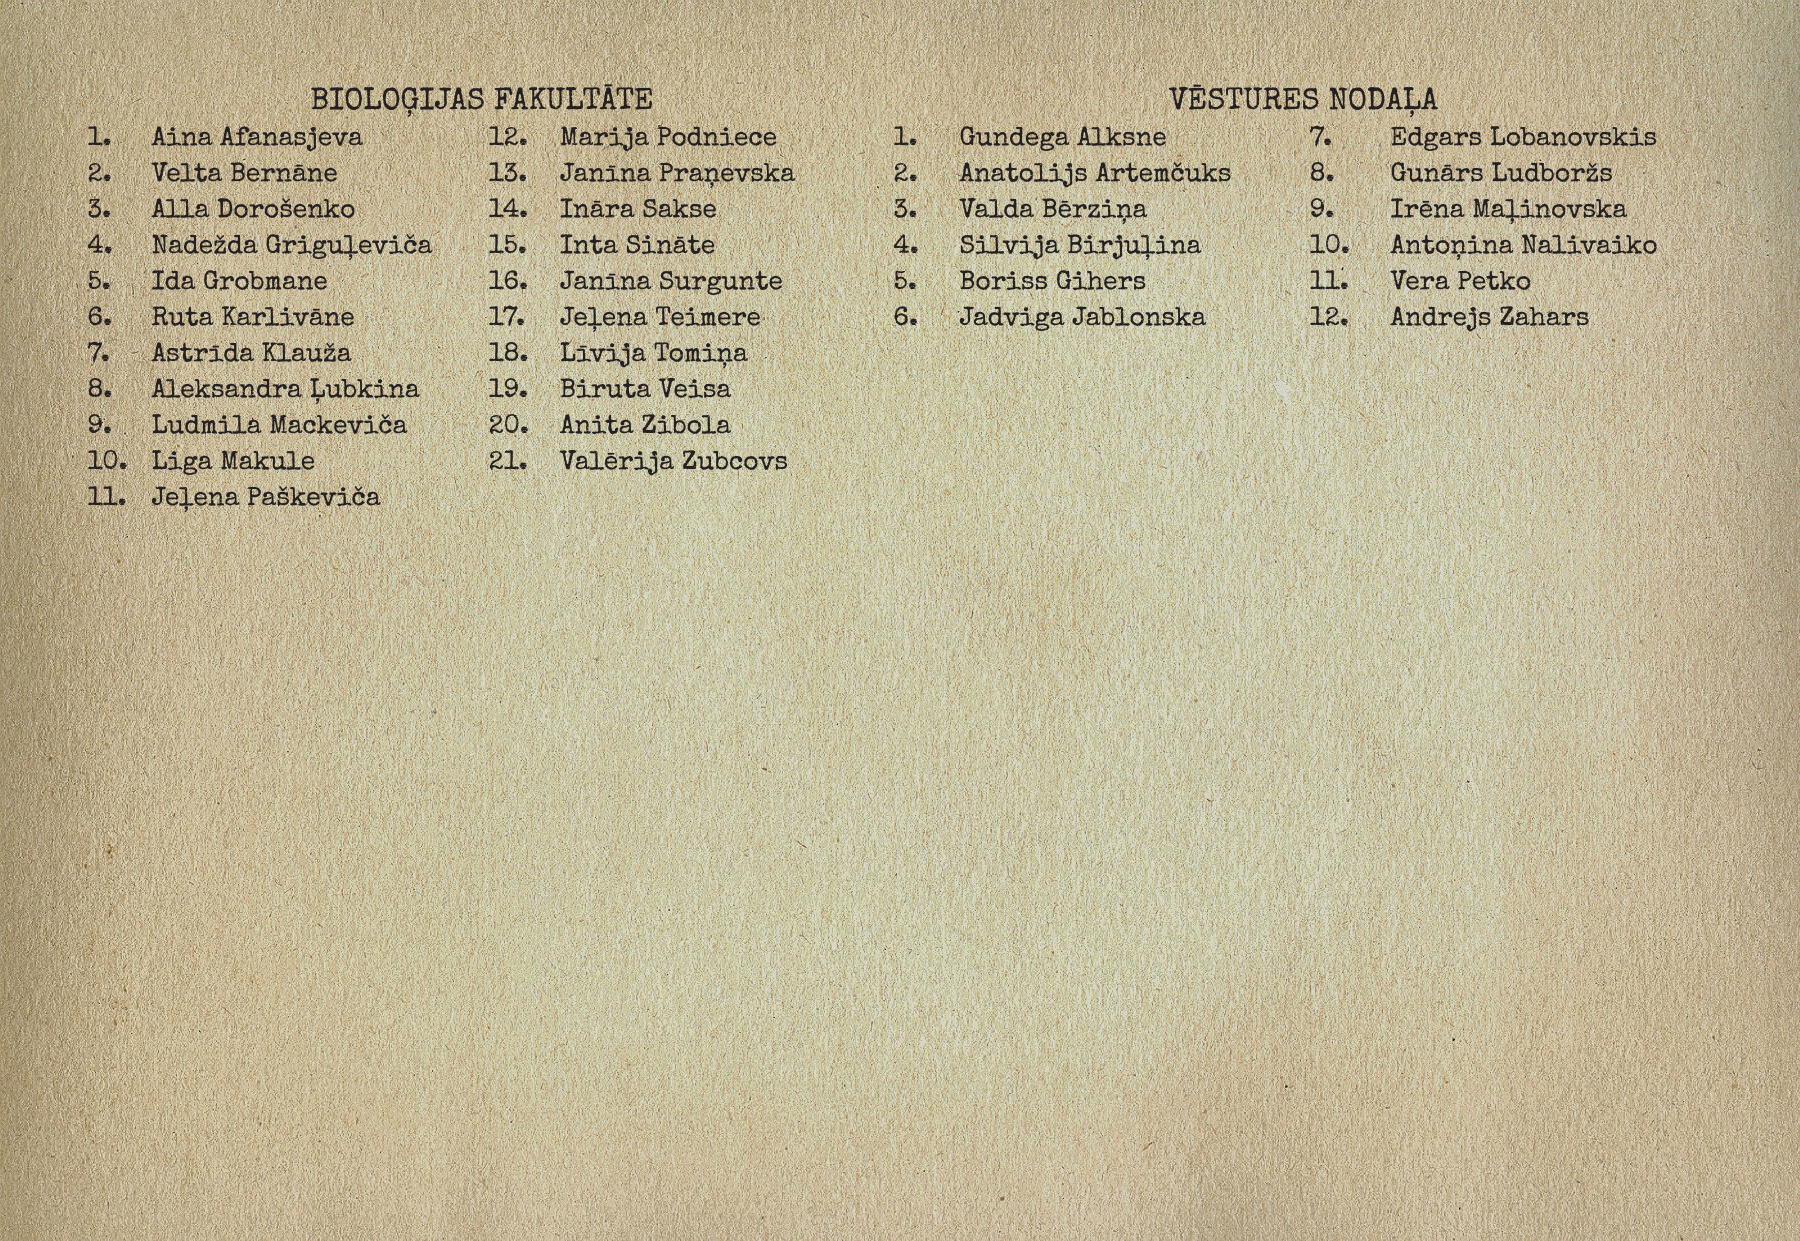 BIOLOĢIJAS FAKULTĀTE
1. Aina Afanasjeva
2. Velta Bernāne
3. Alla Dorošenko
4. Nadežda Griguļeviča
5. Ida Grobmane
6. Ruta Karlivāne
7. Astrīda Klauža
8. Aleksandra Ļubkina
9. Ludmila Mackeviča
10. Liga Makule
11. Jeļena Paškeviča
12. Marija Podniece
13. Janīna Praņevska
14. Ināra Sakse
15. Inta Sināte
16. Janīna Surgunte
17. Jeļena Teimere
18. Līvija Tomiņa
19. Biruta Veisa
20. Anita Zibola
21. Valērija Zubcovs
VĒSTURES NODAĻA
1. Gundega Alksne
2. Anatolijs Artemčuks
3. Valda Bērziņa
4. Silvija Birjuļina
5. Boriss Gihers
6. Jadviga Jablonska
7. Edgars Lobanovskis
8. Gunārs Ludboržs
9. Irēna Maļinovska
10. Antoņina Nalivaiko
11. Vera Petko
12. Andrejs Zahars